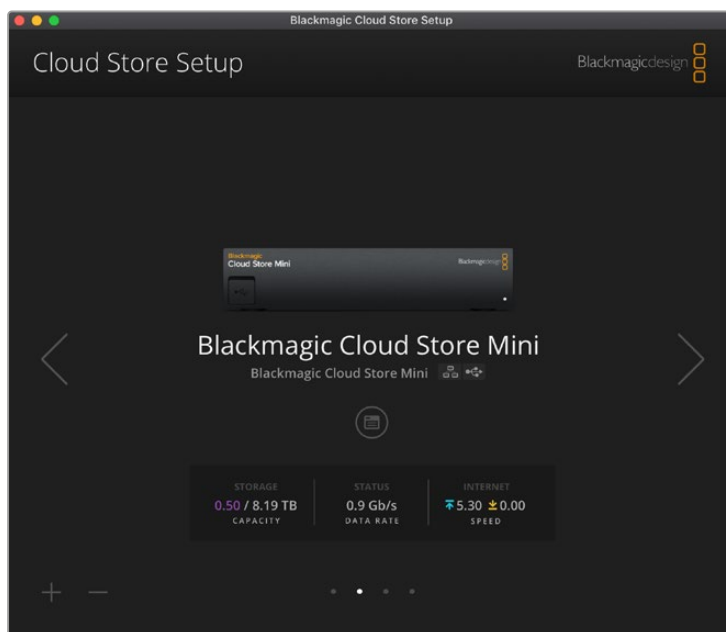 Blackmagic Cloud Store Setup
Cloud Store Setup
Blackmagicdesign
Blackmagic
Cloud Store Mini
Blackmagicdesign
Blackmagic Cloud Store Mini
Blackmagic Cloud Store Mini
STORAGE STATUS INTERNET
0.50 / 8.19 TB 0.9 Gb/s 5.30 0.00
CAPACITY DATA RATE SPEED